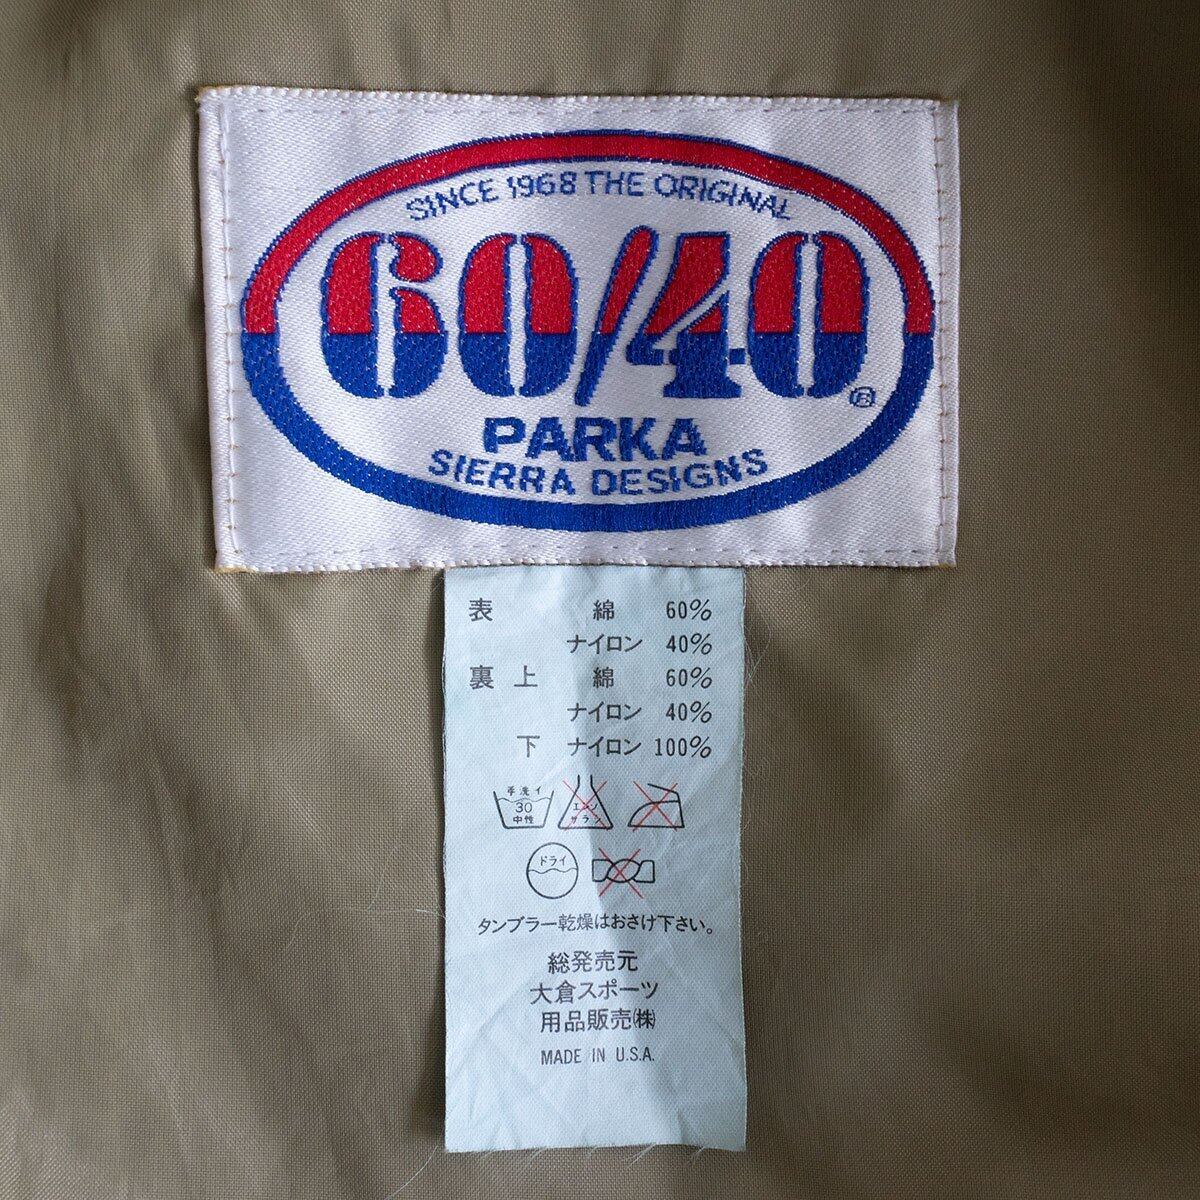 SINCE 1968 THE ORIGINAL
60/40
®
PARKA
SIERRA DESIGNS
表 綿 60%
ナイロン 40%
裏 上 綿 60%
ナイロン 40%
下 ナイロン 100%
手洗イ
30
中性
エンソ
サラシ
ドライ
タンブラー乾燥はおさけ下さい。
総発売元
大倉スポーツ
用品販売㈱
MADE IN U.S.A.